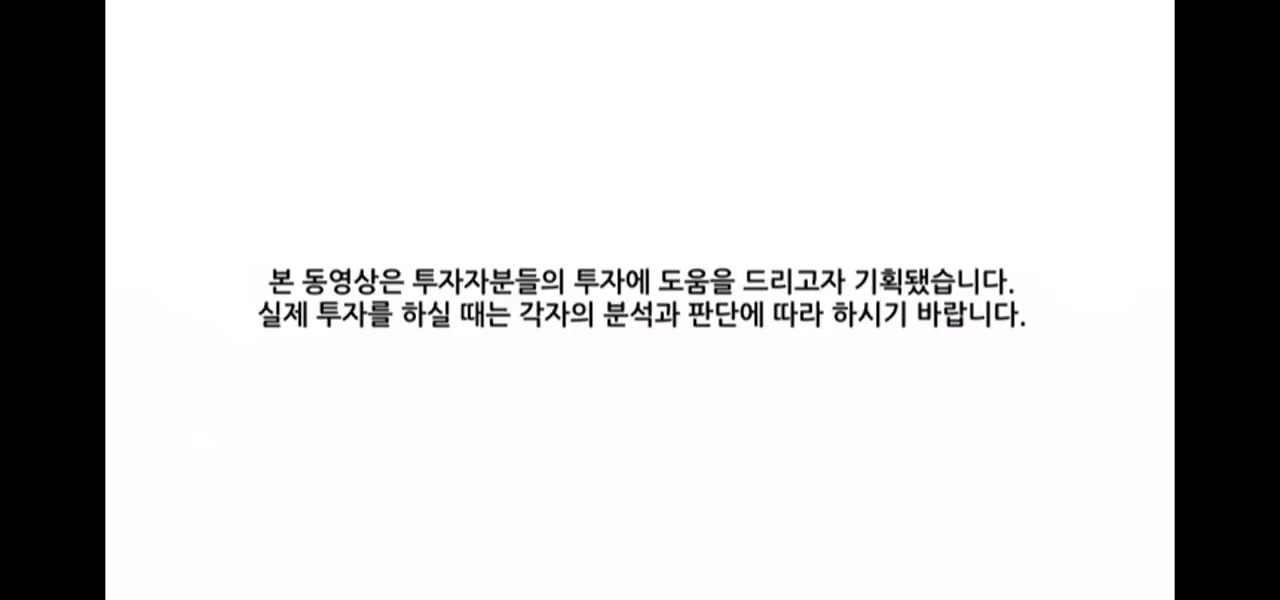 본 동영상은 투자자분들의 투자에 도움을 드리고자 기획됐습니다.
실제 투자를 하실 때는 각자의 분석과 판단에 따라 하시기 바랍니다.